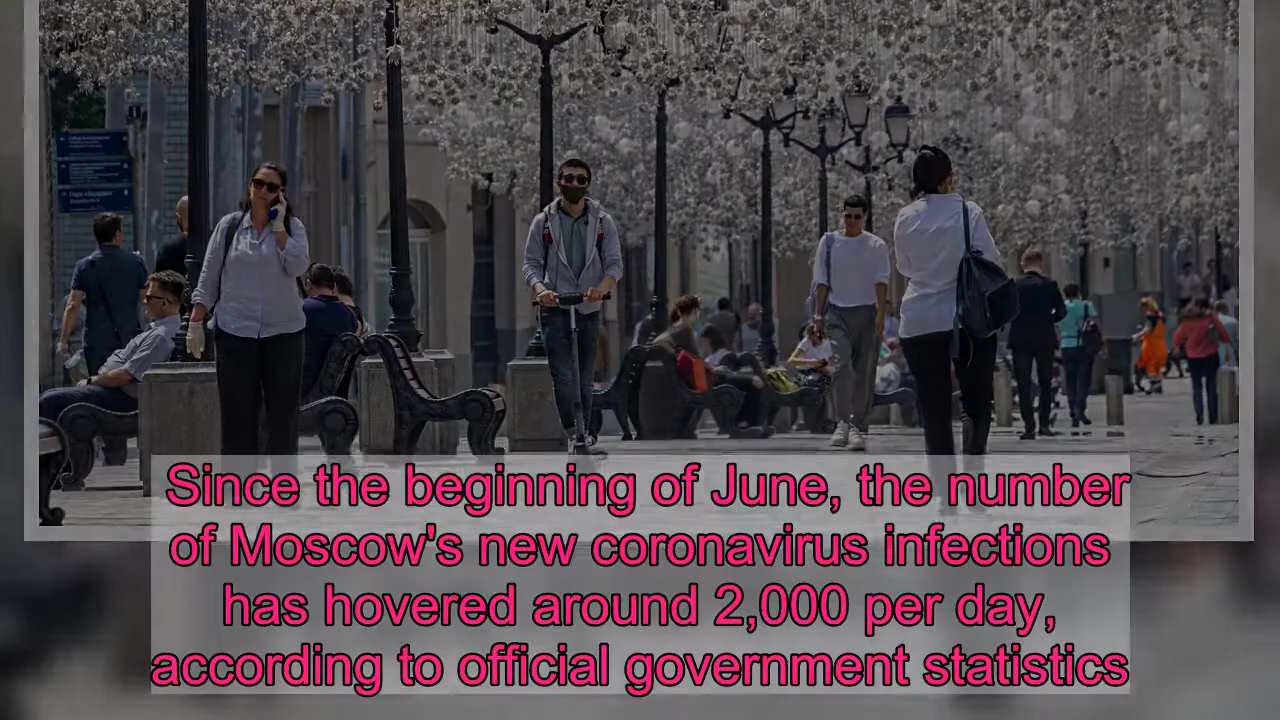 Since the beginning of June, the number
of Moscow's new coronavirus infections
has hovered around 2,000 per day,
according to official government statistics